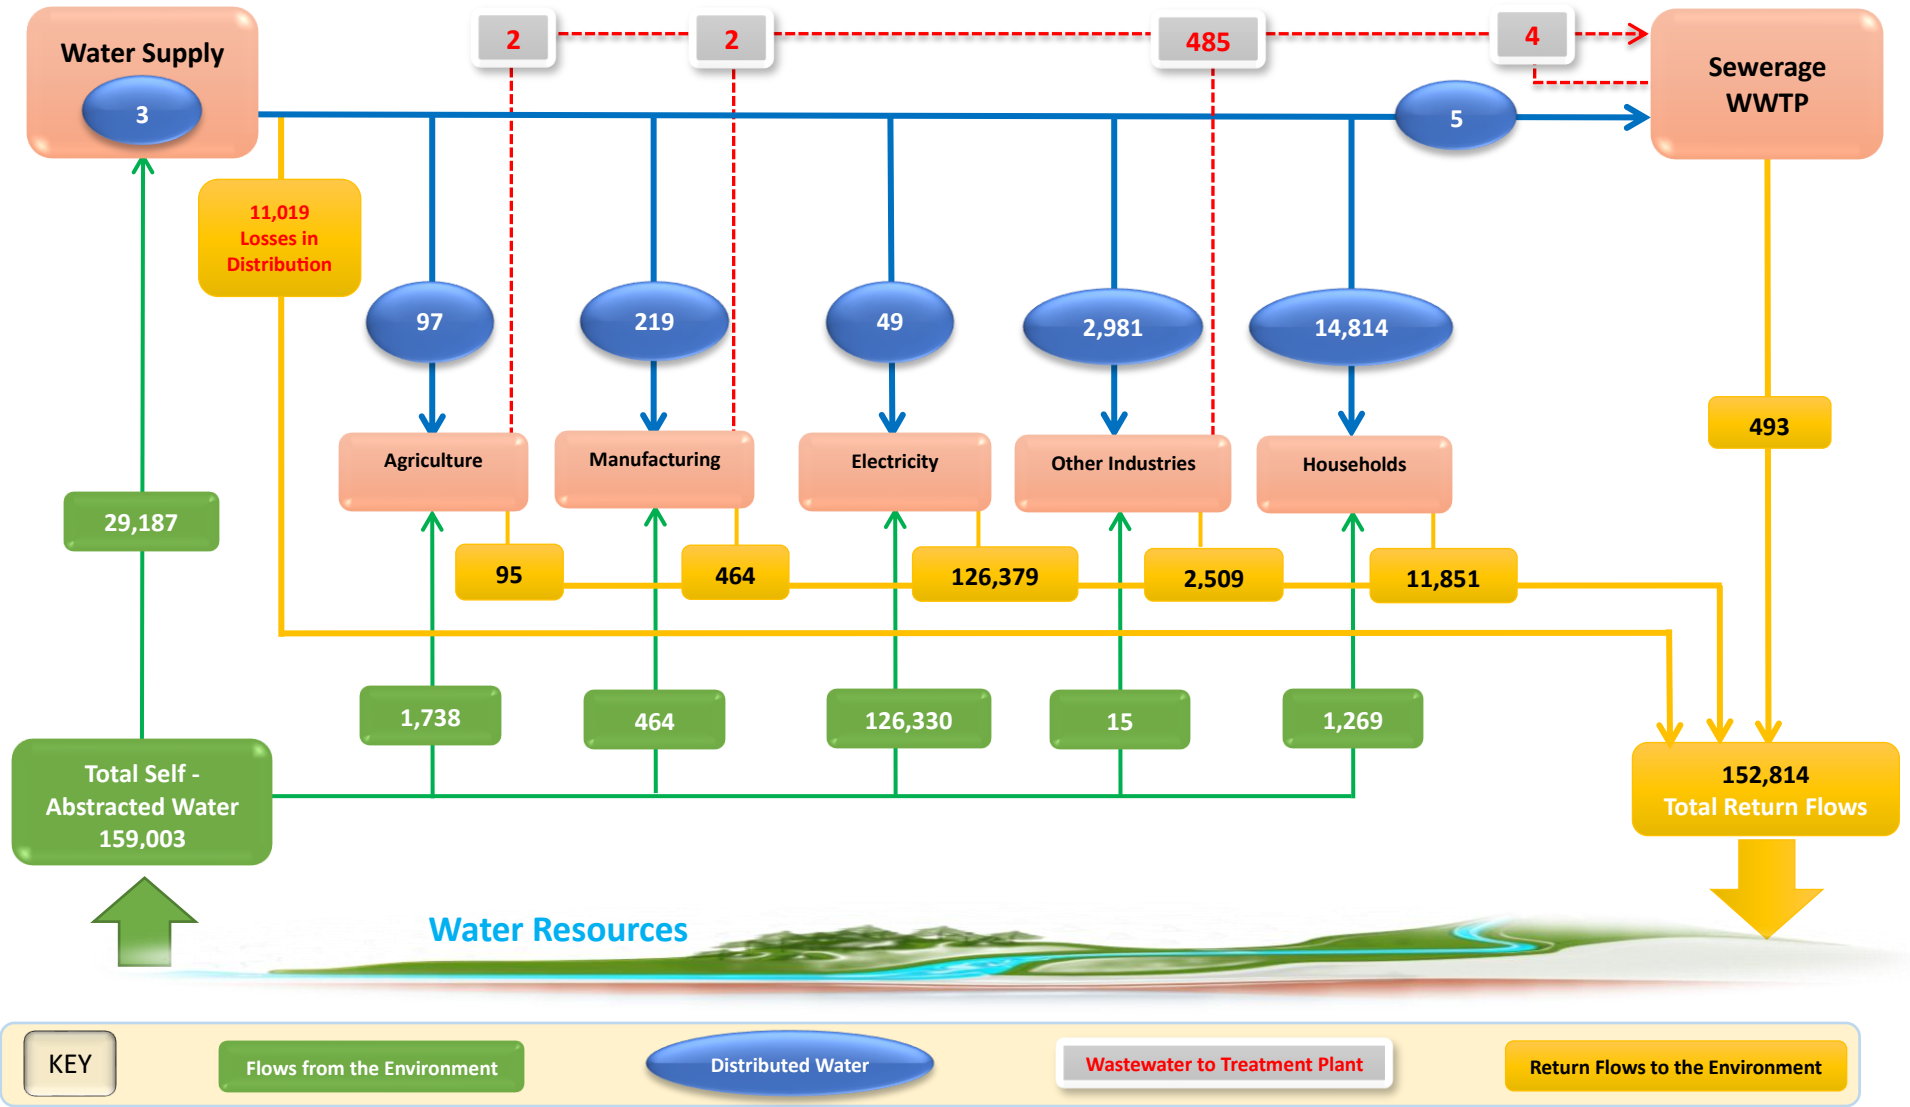 2
2
485
4
Water Supply
3
Sewerage
WWTP
5
11,019
Losses in
Distribution
97
219
49
2,981
14,814
493
Agriculture
Manufacturing
Electricity
Other Industries
Households
29,187
95
464
126,379
2,509
11,851
1,738
464
126,330
15
1,269
Total Self -
Abstracted Water
159,003
152,814
Total Return Flows
Water Resources
KEY
Flows from the Environment
Distributed Water
Wastewater to Treatment Plant
Return Flows to the Environment